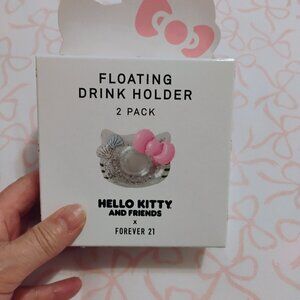 FLOATING
DRINK HOLDER
2 PACK
HELLO KITTY
AND FRIENDS
x
FOREVER 21